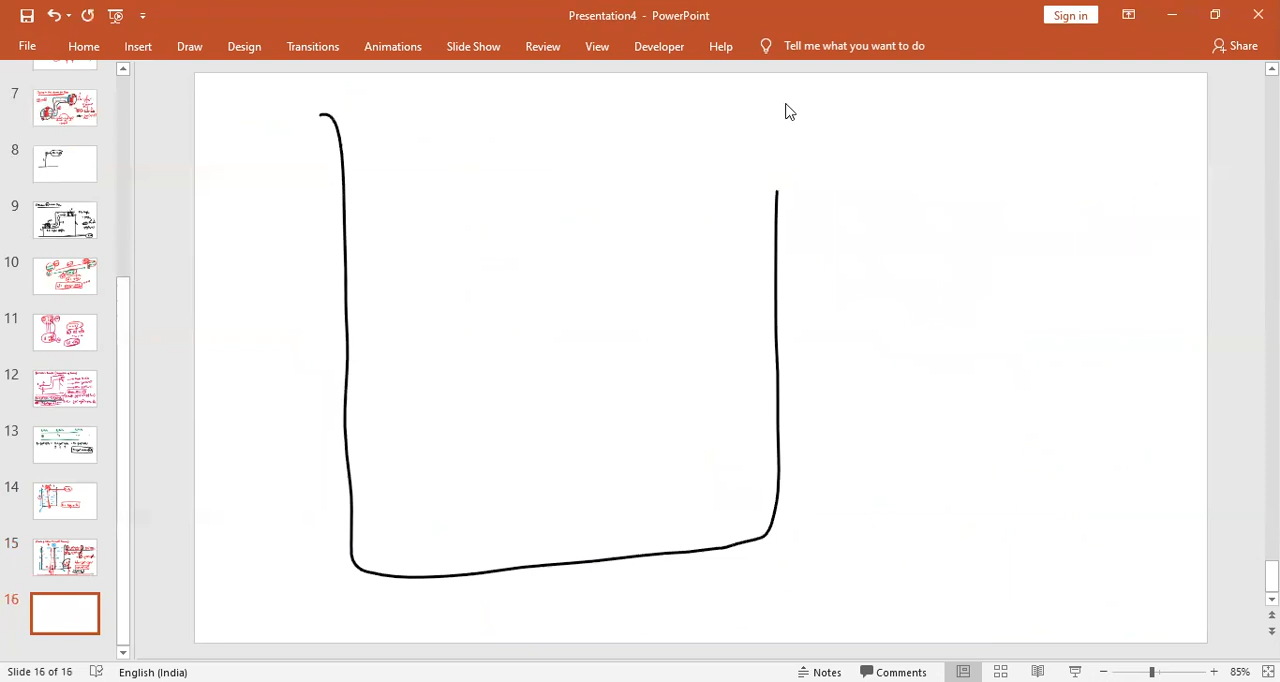 Presentation4 - PowerPoint
Sign in
File Home Insert Draw Design Transitions Animations Slide Show Review View Developer Help Tell me what you want to do Share
7
8
9
10
11
12
13
14
15
16
Slide 16 of 16 English (India) Notes Comments 85%